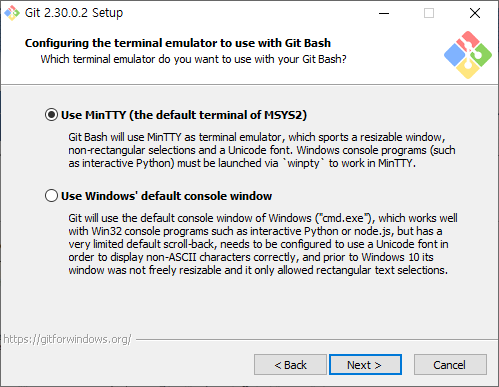 Git 2.30.0.2 Setup
Configuring the terminal emulator to use with Git Bash
Which terminal emulator do you want to use with your Git Bash?
Use MinTTY (the default terminal of MSYS2)
Git Bash will use MinTTY as terminal emulator, which sports a resizable window,
non-rectangular selections and a Unicode font. Windows console programs (such
as interactive Python) must be launched via `winpty` to work in MinTTY.
Use Windows' default console window
Git will use the default console window of Windows ("cmd.exe"), which works well
with Win32 console programs such as interactive Python or node.js, but has a
very limited default scroll-back, needs to be configured to use a Unicode font in
order to display non-ASCII characters correctly, and prior to Windows 10 its
window was not freely resizable and it only allowed rectangular text selections.
https://gitforwindows.org/
< Back
Next >
Cancel